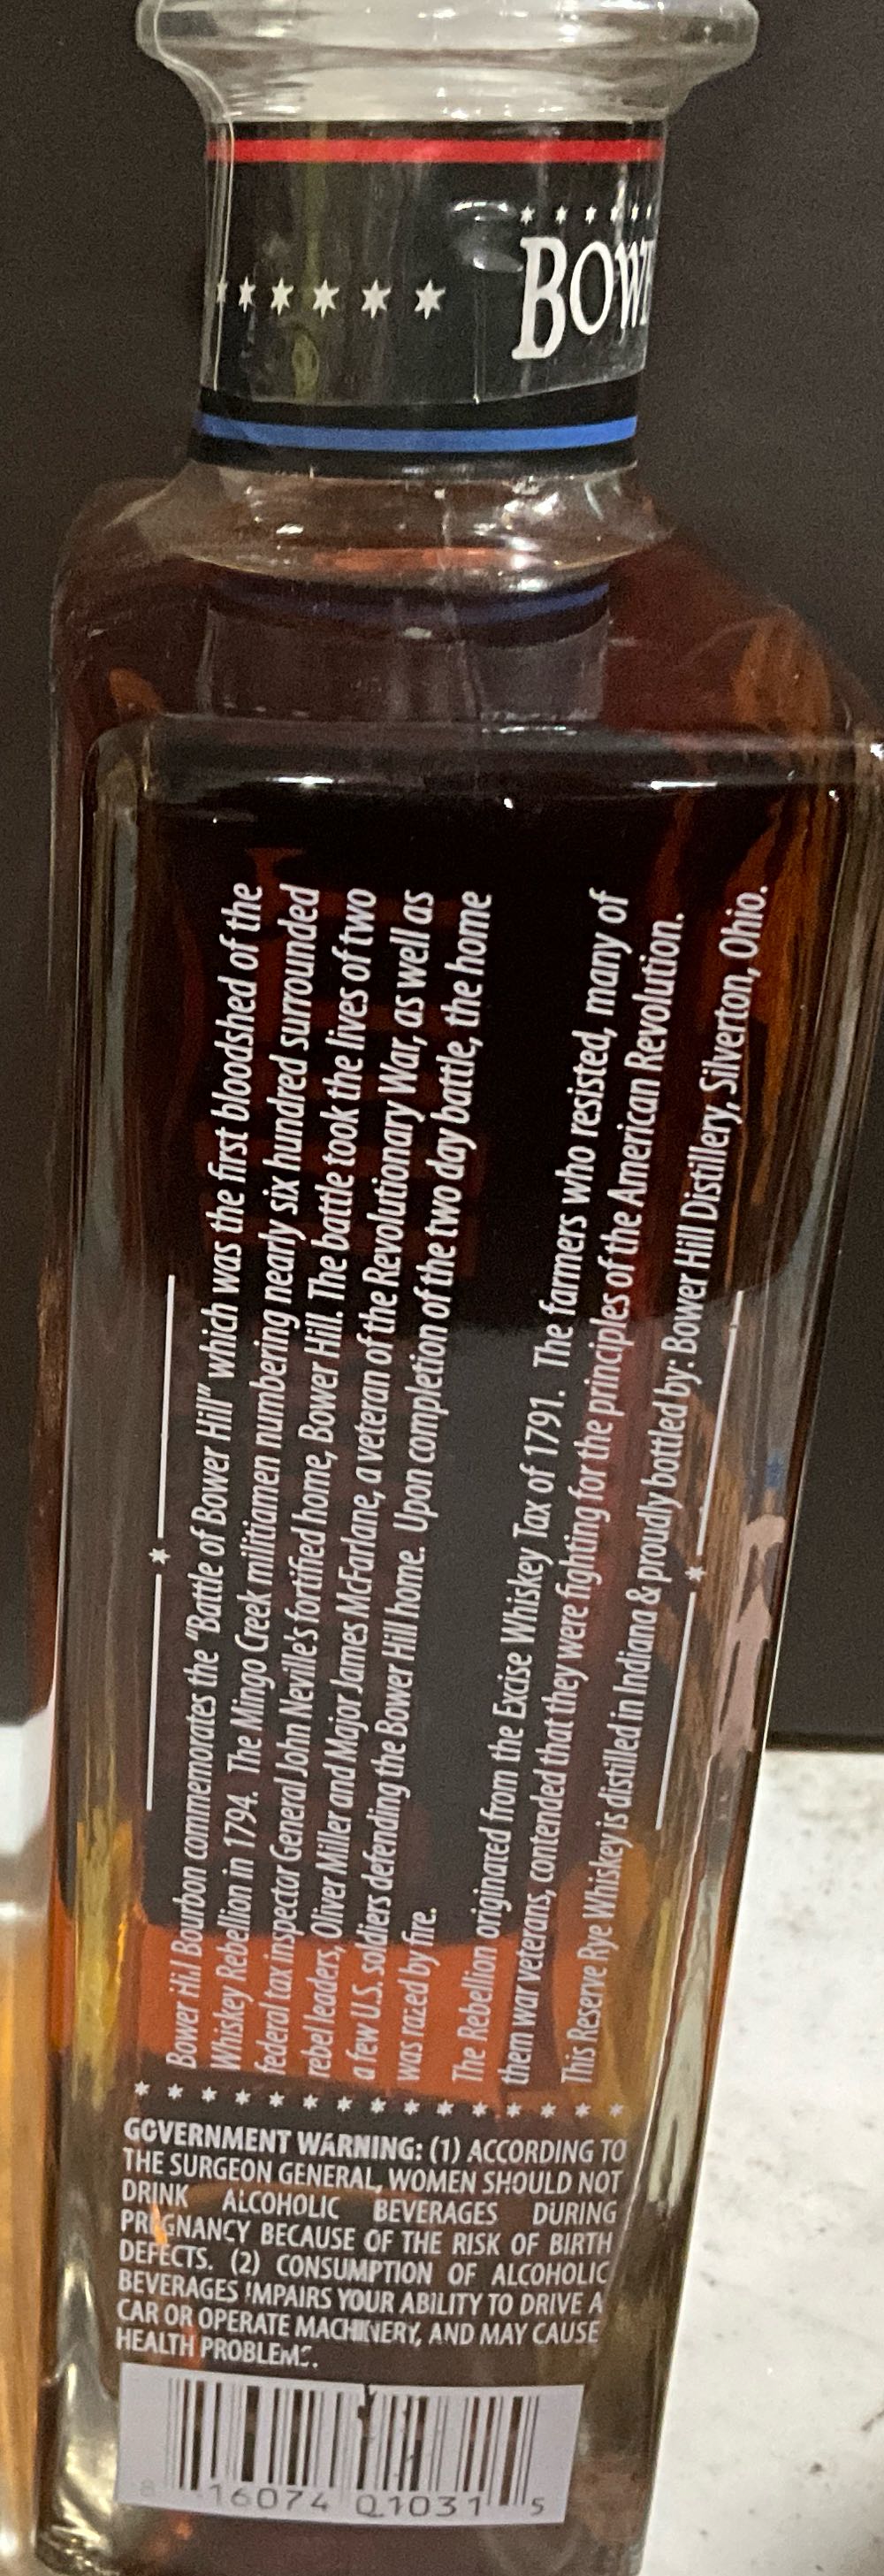 BOW
Bower Hill Bourbon commemorates the "Battle of Bower Hill" which was the first bloodshed of the
Whiskey Rebellion in 1794. The Mingo Creek militiamen numbering nearly six hundred surrounded
federal tax inspector General John Neville's fortified home, Bower Hill. The battle took the lives of two
rebel leaders, Oliver Miller and Major James McFarlane, a veteran of the Revolutionary War, as well as
a few U.S. soldiers defending the Bower Hill home. Upon completion of the two day battle, the home
was razed by fire.
The Rebellion originated from the Excise Whiskey Tax of 1791. The farmers who resisted, many of
them war veterans, contended that they were fighting for the principles of the American Revolution.
This Reserve Rye Whiskey is distilled in Indiana & proudly bottled by: Bower Hill Distillery, Silverton, Ohio.
GOVERNMENT WARNING: (1) ACCORDING TO
THE SURGEON GENERAL, WOMEN SHOULD NOT
DRINK ALCOHOLIC BEVERAGES DURING
PREGNANCY BECAUSE OF THE RISK OF BIRTH
DEFECTS. (2) CONSUMPTION OF ALCOHOLIC
BEVERAGES IMPAIRS YOUR ABILITY TO DRIVE A
CAR OR OPERATE MACHINERY, AND MAY CAUSE
HEALTH PROBLEMS.
8 16074 01031 5